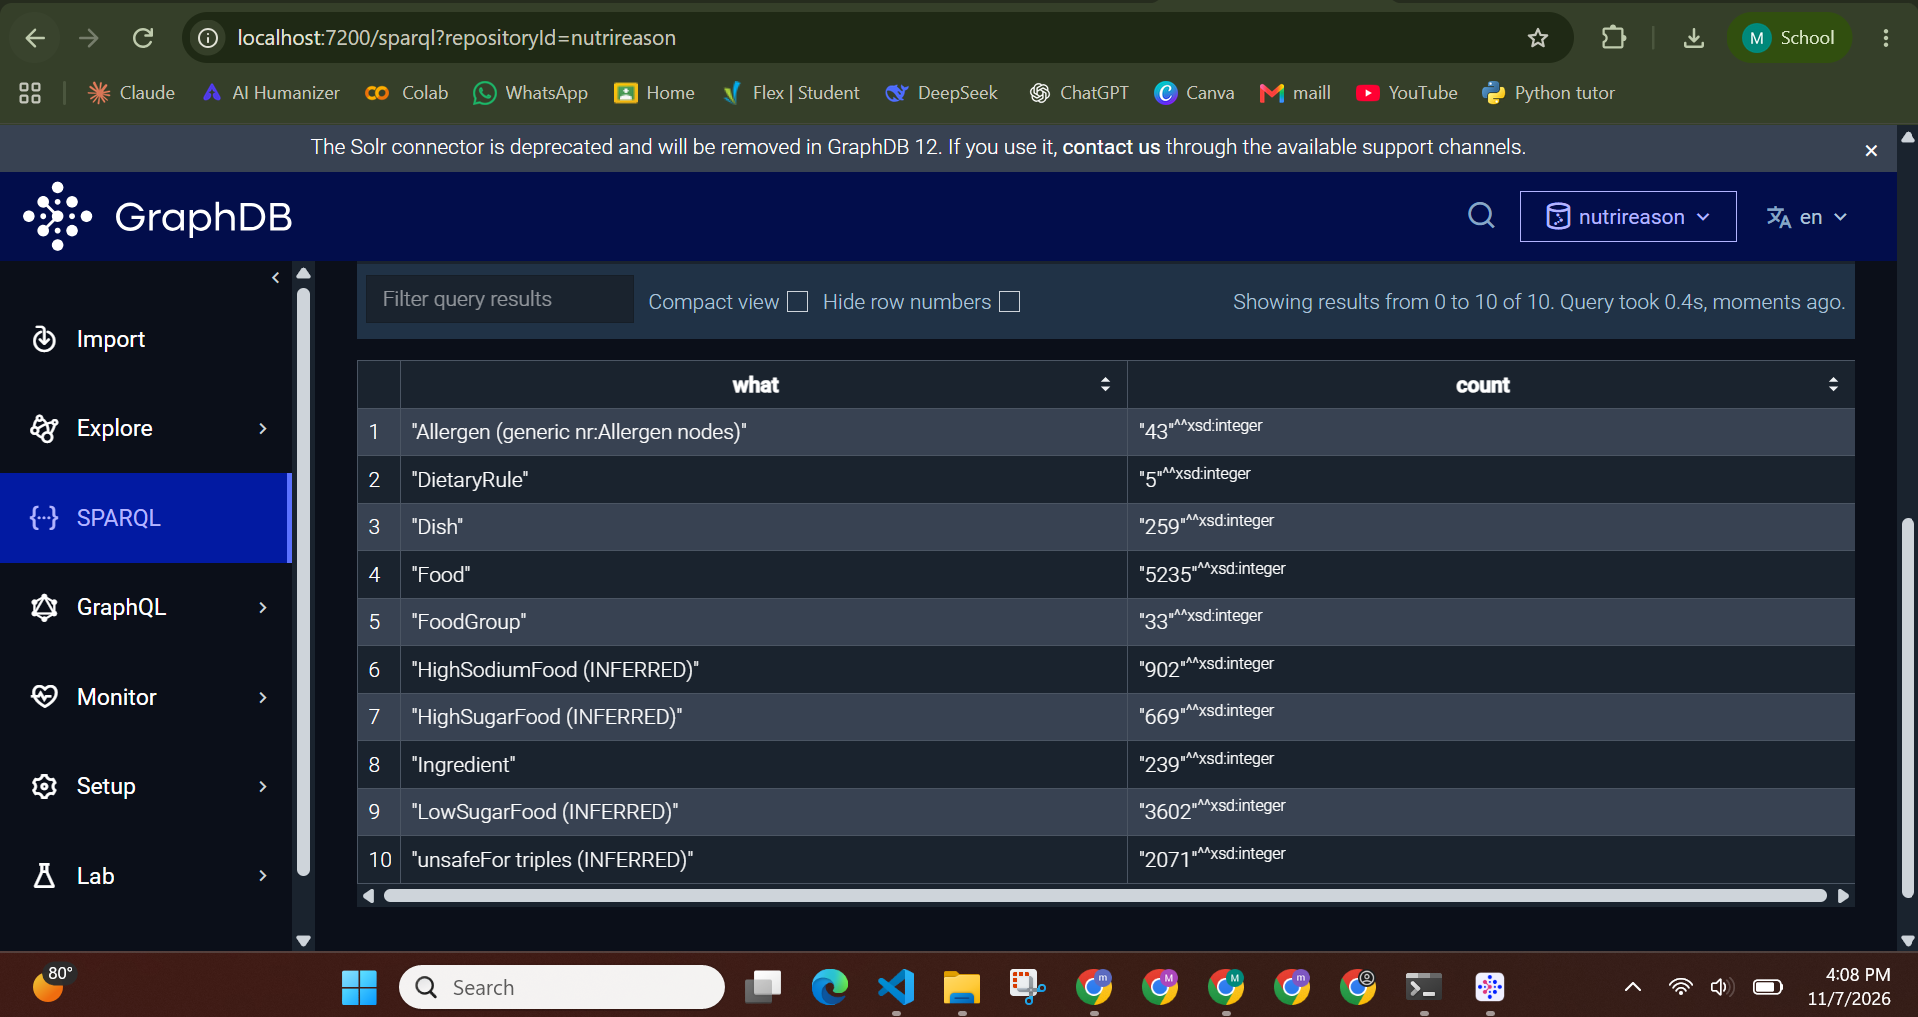 localhost:7200/sparql?repositoryId=nutrireason
M School
Claude AI Humanizer Colab WhatsApp Home Flex | Student DeepSeek ChatGPT Canva maill YouTube Python tutor
The Solr connector is deprecated and will be removed in GraphDB 12. If you use it, contact us through the available support channels.
GraphDB
nutrireason
en
Import
Explore
SPARQL
GraphQL
Monitor
Setup
Lab
Filter query results
Compact view Hide row numbers
Showing results from 0 to 10 of 10. Query took 0.4s, moments ago.
what count
1 "Allergen (generic nr:Allergen nodes)" "43"^^xsd:integer
2 "DietaryRule" "5"^^xsd:integer
3 "Dish" "259"^^xsd:integer
4 "Food" "5235"^^xsd:integer
5 "FoodGroup" "33"^^xsd:integer
6 "HighSodiumFood (INFERRED)" "902"^^xsd:integer
7 "HighSugarFood (INFERRED)" "669"^^xsd:integer
8 "Ingredient" "239"^^xsd:integer
9 "LowSugarFood (INFERRED)" "3602"^^xsd:integer
10 "unsafeFor triples (INFERRED)" "2071"^^xsd:integer
80°
Search
m M M m
4:08 PM
11/7/2026